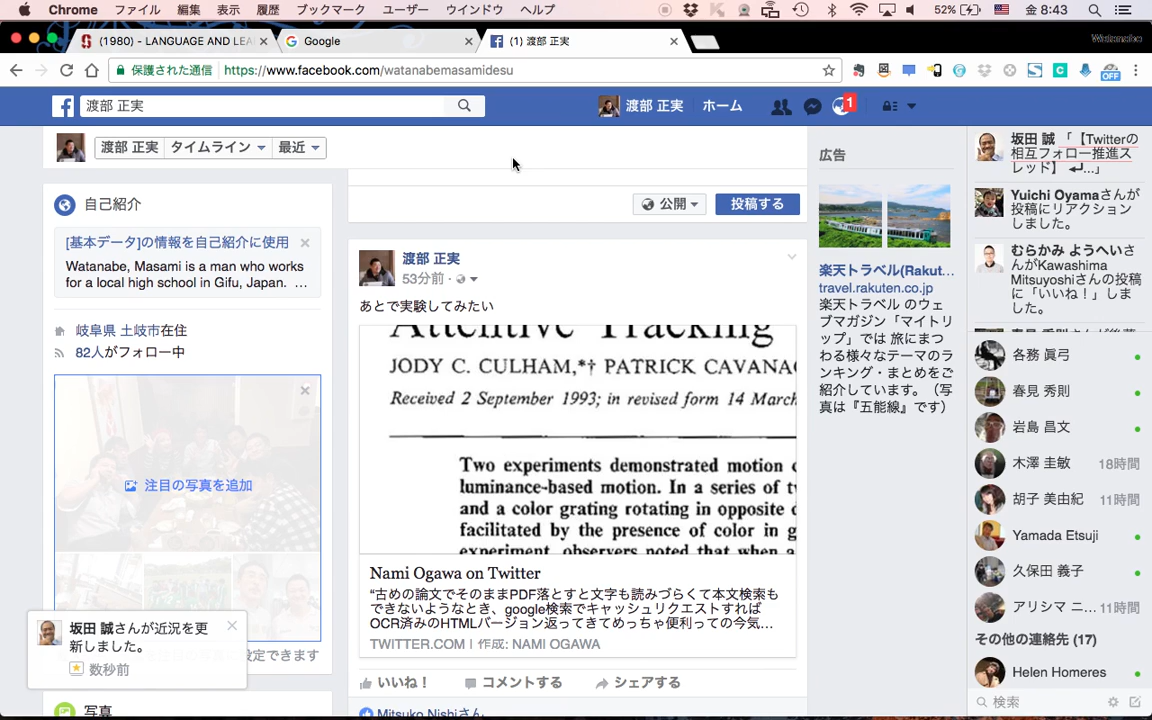 Chrome ファイル 編集 表示 履歴 ブックマーク ユーザー ウインドウ ヘルプ 52% 金 8:43
(1980) - LANGUAGE AND LEA
Google
(1) 渡部 正実
Watanabe
保護された通信 https://www.facebook.com/watanabemasamidesu
OFF
渡部 正実
渡部 正実 ホーム 1
渡部 正実 タイムライン 最近
自己紹介
[基本データ]の情報を自己紹介に使用
Watanabe, Masami is a man who works
for a local high school in Gifu, Japan. …
岐阜県 土岐市在住
82人がフォロー中
注目の写真を追加
設定できます
坂田 誠さんが近況を更
新しました。
数秒前
写真
公開 投稿する
渡部 正実
53分前
あとで実験してみたい
Attentive Tracking
JODY C. CULHAM,*† PATRICK CAVANA
Received 2 September 1993; in revised form 14 March
Two experiments demonstrated motion
luminance-based motion. In a series of
and a color grating rotating in opposite
facilitated by the presence of color in
experiment, observers noted that when a
Nami Ogawa on Twitter
“古めの論文でそのままPDF落とすと文字も読みづらくて本文検索も
できないようなとき、google検索でキャッシュリクエストすれば
OCR済みのHTMLバージョン返ってきてめっちゃ便利っての今気…
TWITTER.COM | 作成: NAMI OGAWA
いいね！ コメントする シェアする
Mitsuko Nishiさん、
広告
楽天トラベル(Rakut…
travel.rakuten.co.jp
楽天トラベル のウェ
ブマガジン「マイトリ
ップ」では 旅にまつ
わる様々なテーマのラ
ンキング・まとめをご
紹介しています。（写
真は『五能線』です）
坂田 誠 「【Twitterの
相互フォロー推進ス
レッド】 ↵...」
Yuichi Oyamaさんが
投稿にリアクション
しました。
むらかみ ようへいさ
んがKawashima
Mitsuyoshiさんの投稿
に「いいね！」しま
した。
各務 眞弓
春見 秀則
岩島 昌文
木澤 圭敏 18時間
胡子 美由紀 11時間
Yamada Etsuji
久保田 義子
アリシマ ニ... 11時間
その他の連絡先 (17)
Helen Homeres
検索